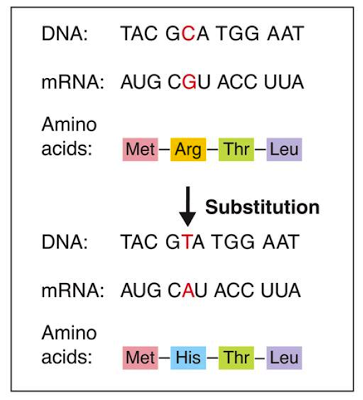 DNA: TAC GCA TGG AAT
mRNA: AUG CGU ACC UUA
Amino
acids: Met – Arg – Thr – Leu
Substitution
DNA: TAC GTA TGG AAT
mRNA: AUG CAU ACC UUA
Amino
acids: Met – His – Thr – Leu